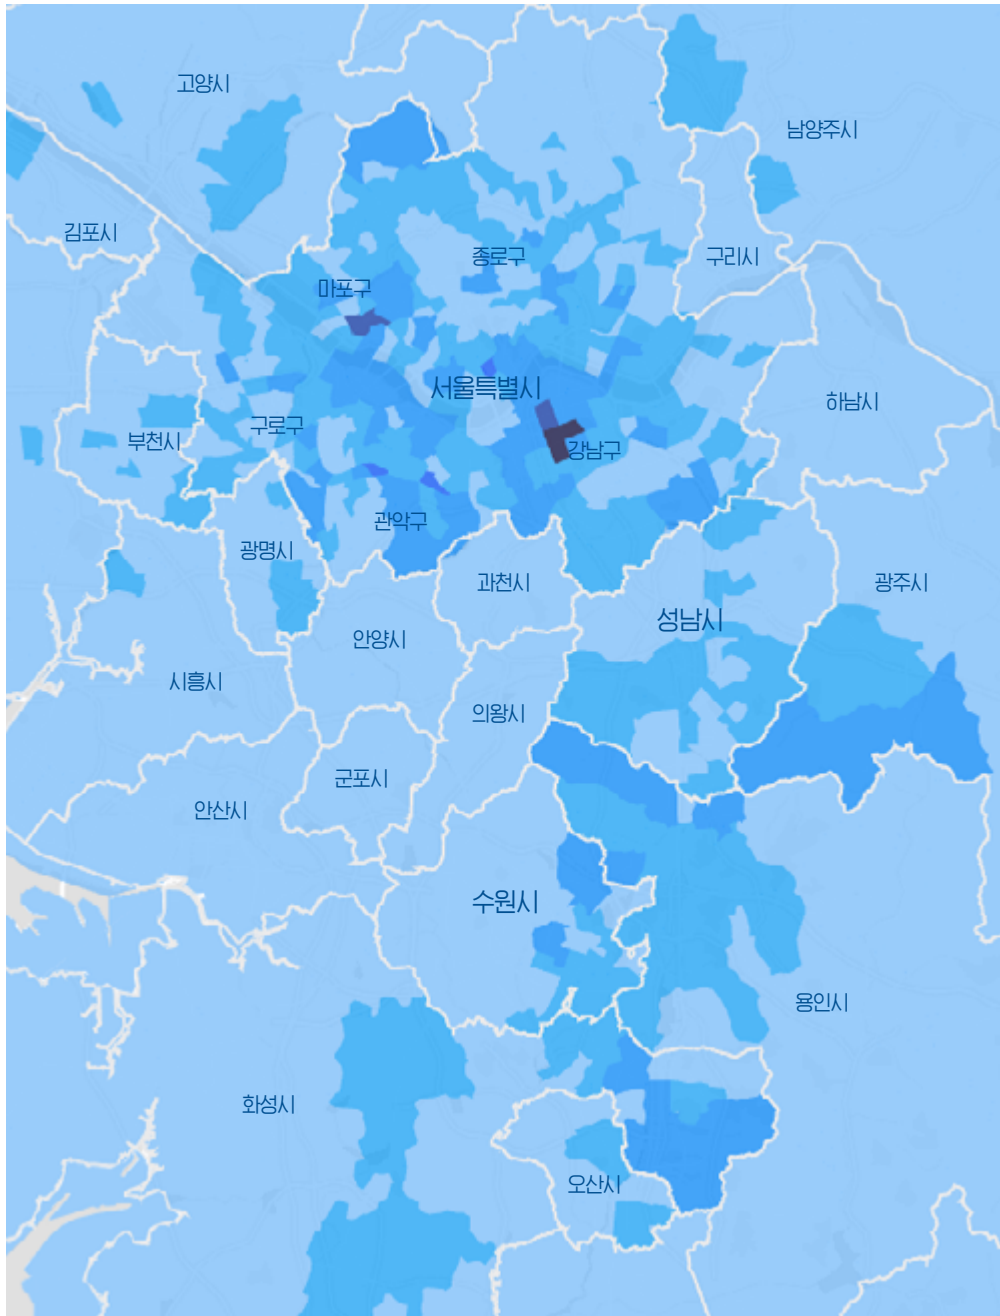 고양시
남양주시
김포시
종로구
구리시
마포구
서울특별시
하남시
구로구
부천시
강남구
관악구
광명시
과천시
광주시
성남시
안양시
시흥시
의왕시
군포시
안산시
수원시
용인시
화성시
오산시